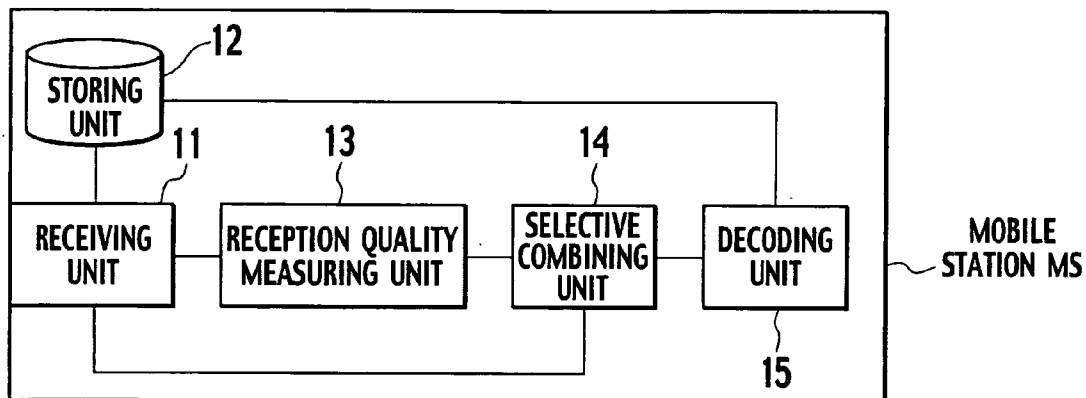 12
STORING
UNIT
11
13
14
RECEIVING
UNIT
RECEPTION QUALITY
MEASURING UNIT
SELECTIVE
COMBINING
UNIT
DECODING
UNIT
MOBILE
STATION MS
15